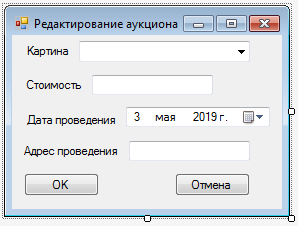 Редактирование аукциона
Картина
Стоимость
Дата проведения 3 мая 2019 г.
Адрес проведения
OK Отмена